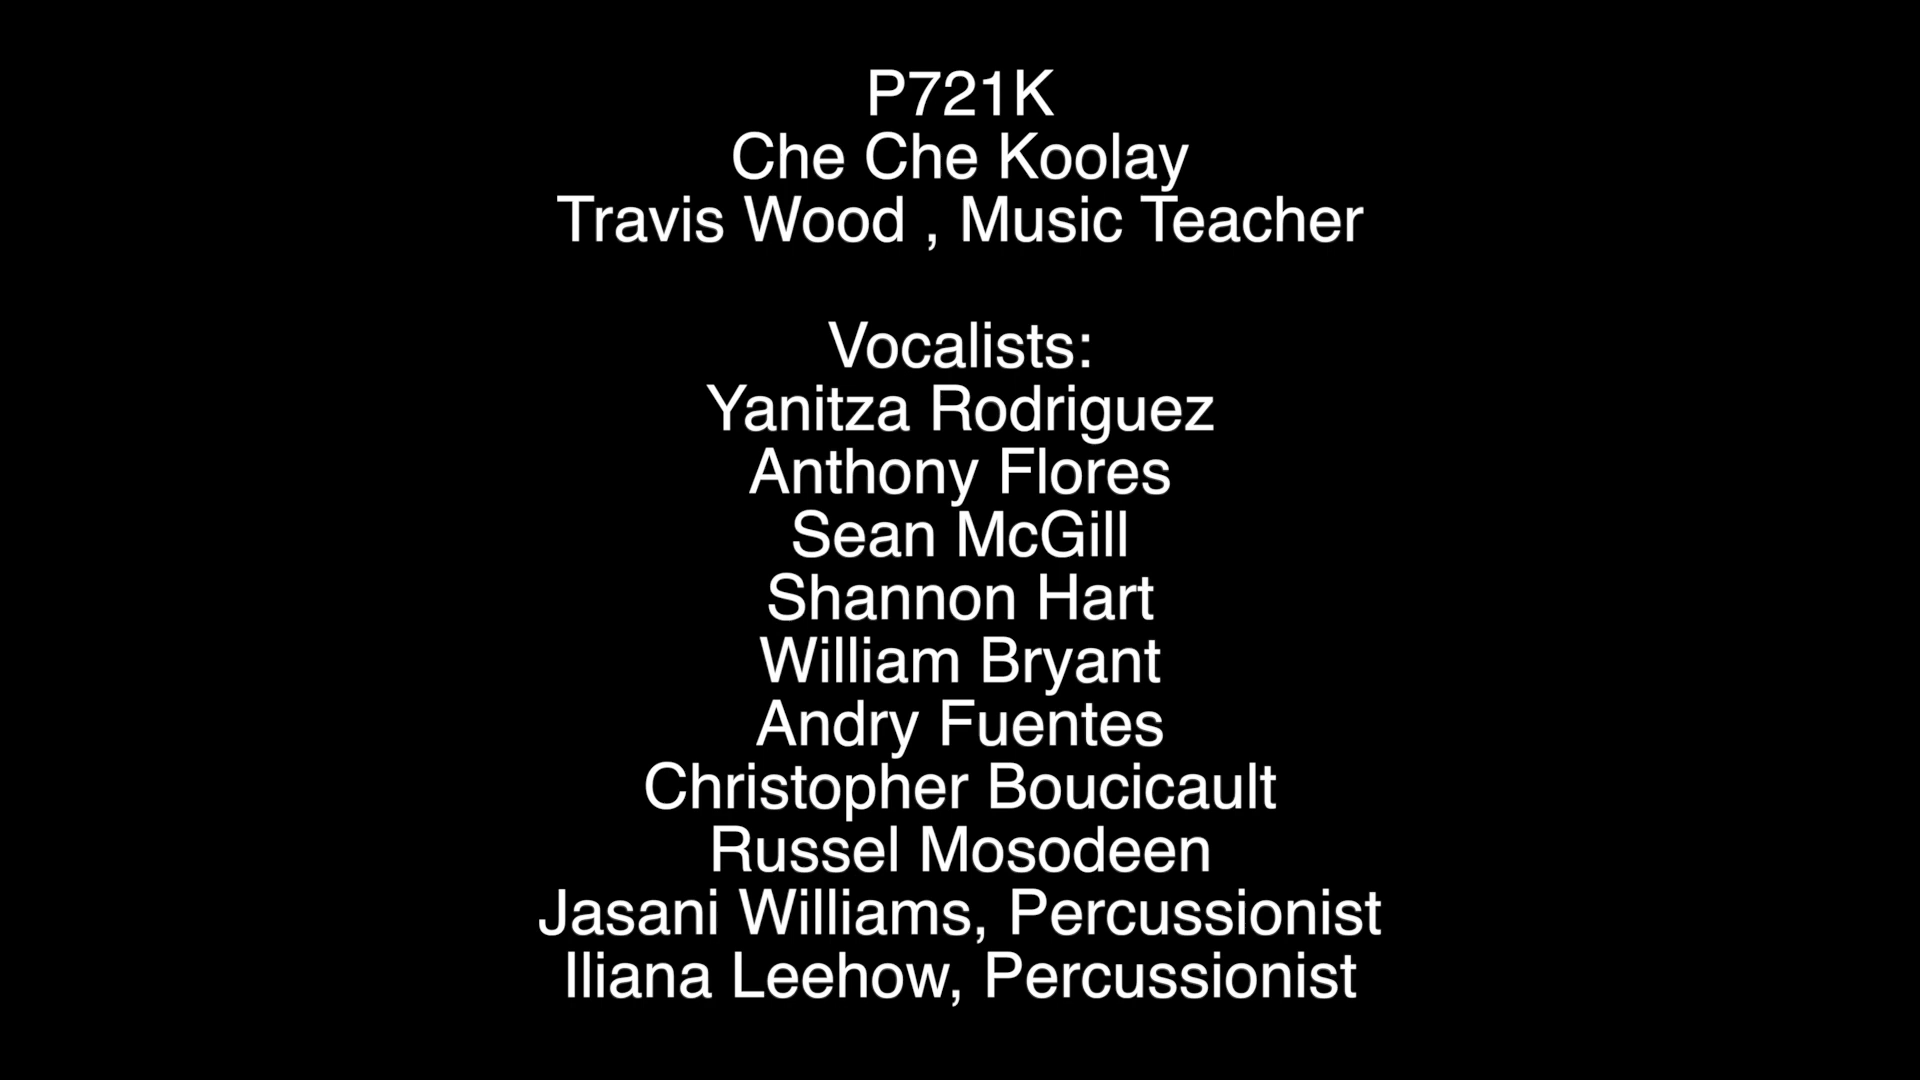 P721K
Che Che Koolay
Travis Wood , Music Teacher
Vocalists:
Yanitza Rodriguez
Anthony Flores
Sean McGill
Shannon Hart
William Bryant
Andry Fuentes
Christopher Boucicault
Russel Mosodeen
Jasani Williams, Percussionist
Iliana Leehow, Percussionist